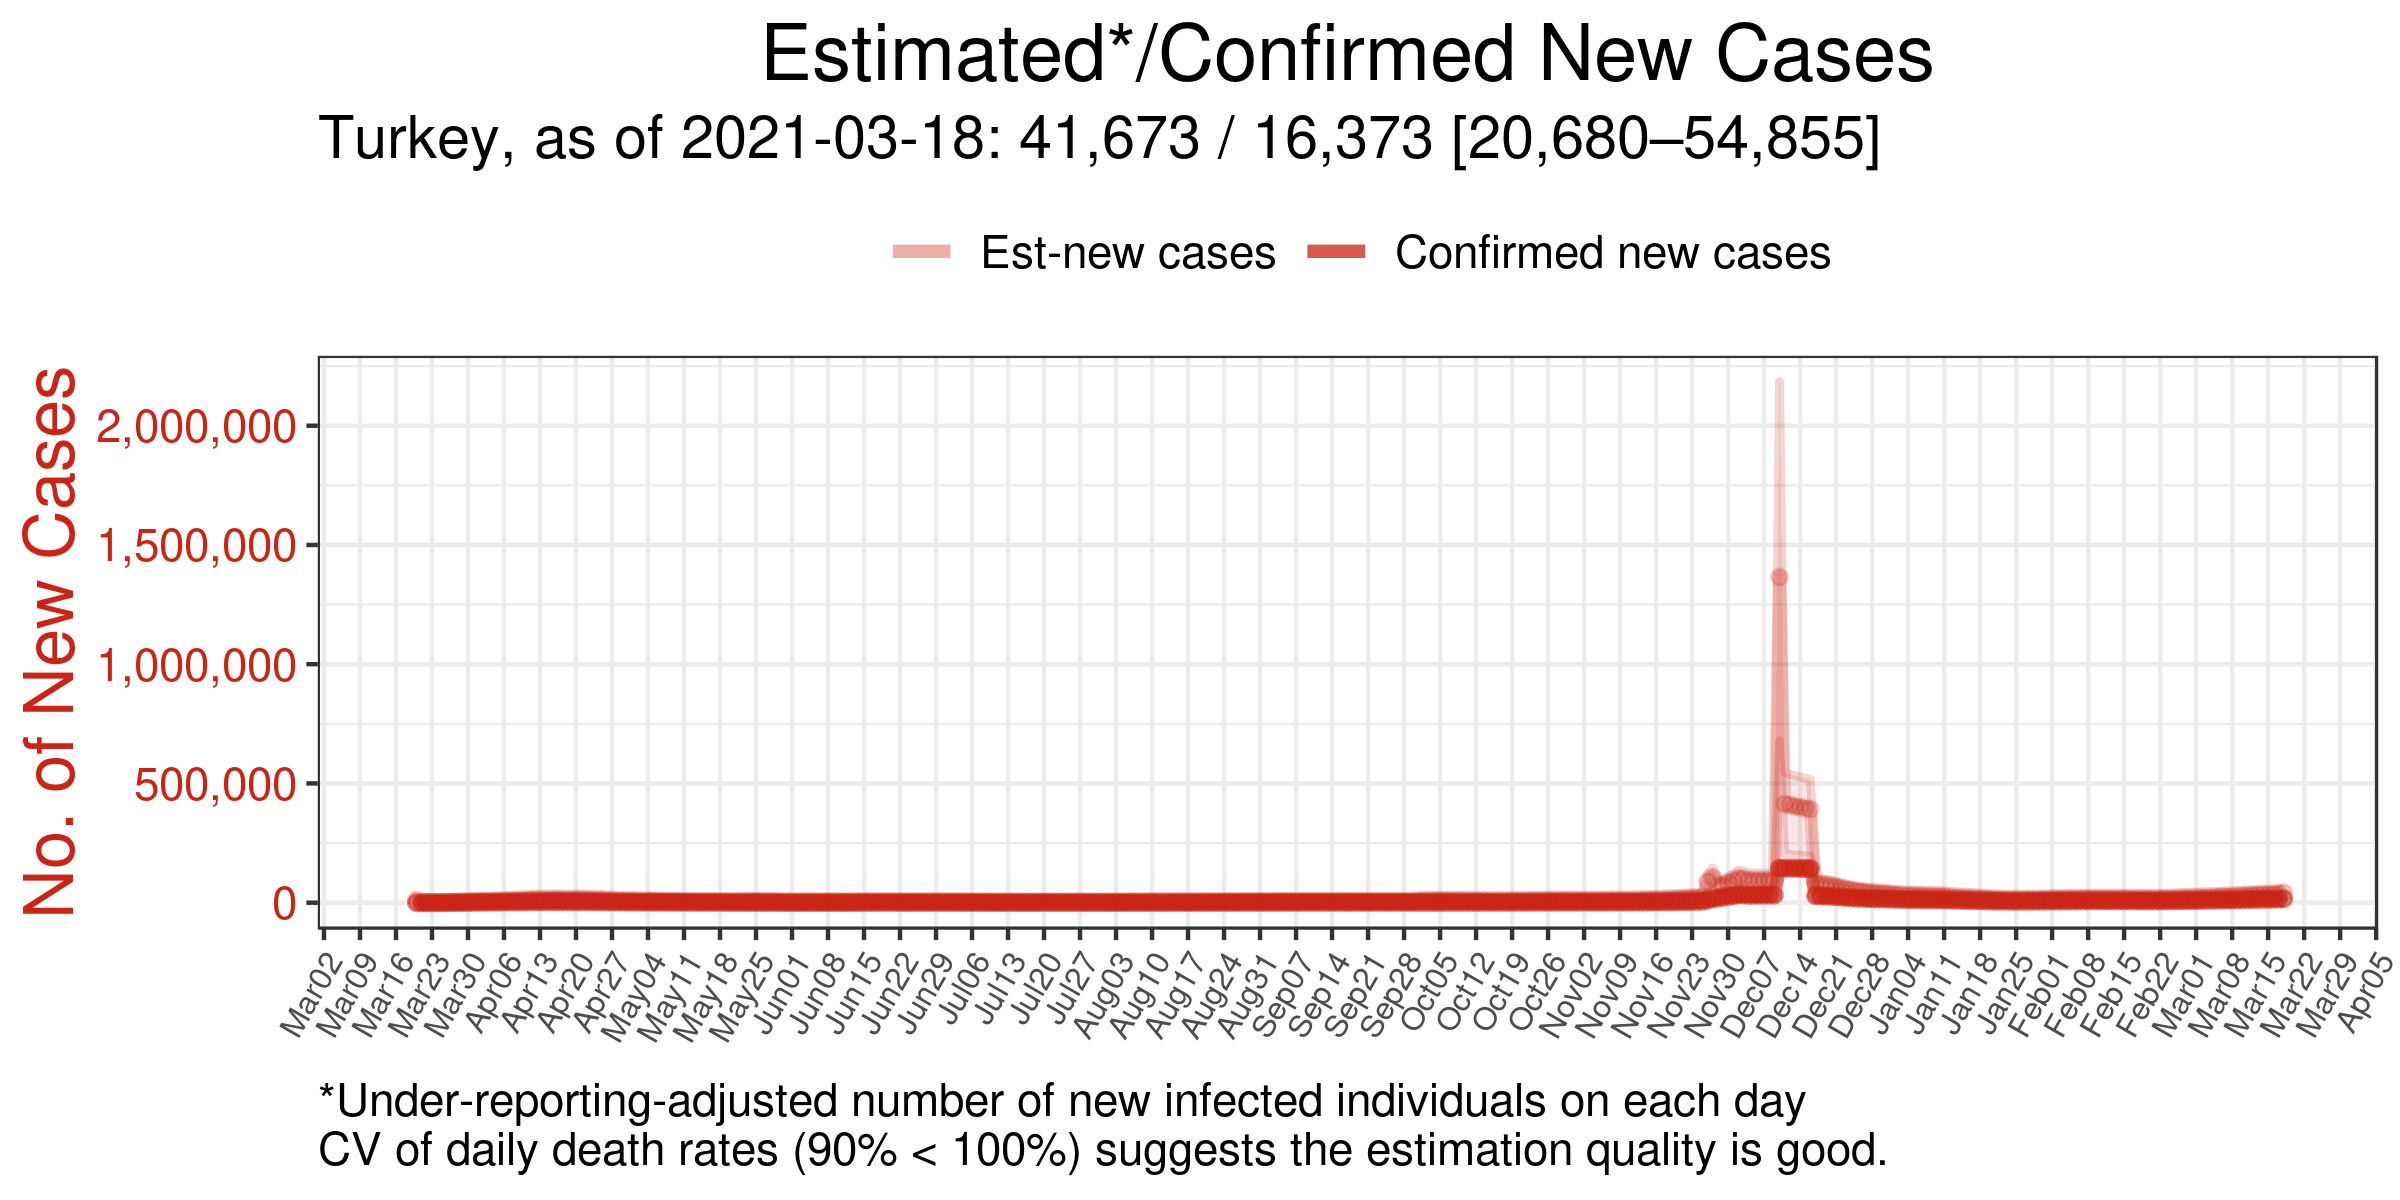 Estimated*/Confirmed New Cases
Turkey, as of 2021-03-18: 41,673 / 16,373 [20,680–54,855]
Est-new cases Confirmed new cases
No. of New Cases
2,000,000
1,500,000
1,000,000
500,000
0
Mar02 Mar09 Mar16 Mar23 Mar30 Apr06 Apr13 Apr20 Apr27 May04 May11 May18 May25 Jun01 Jun08 Jun15 Jun22 Jun29 Jul06 Jul13 Jul20 Jul27 Aug03 Aug10 Aug17 Aug24 Aug31 Sep07 Sep14 Sep21 Sep28 Oct05 Oct12 Oct19 Oct26 Nov02 Nov09 Nov16 Nov23 Nov30 Dec07 Dec14 Dec21 Dec28 Jan04 Jan11 Jan18 Jan25 Feb01 Feb08 Feb15 Feb22 Mar01 Mar08 Mar15 Mar22 Mar29 Apr05
*Under-reporting-adjusted number of new infected individuals on each day
CV of daily death rates (90% < 100%) suggests the estimation quality is good.